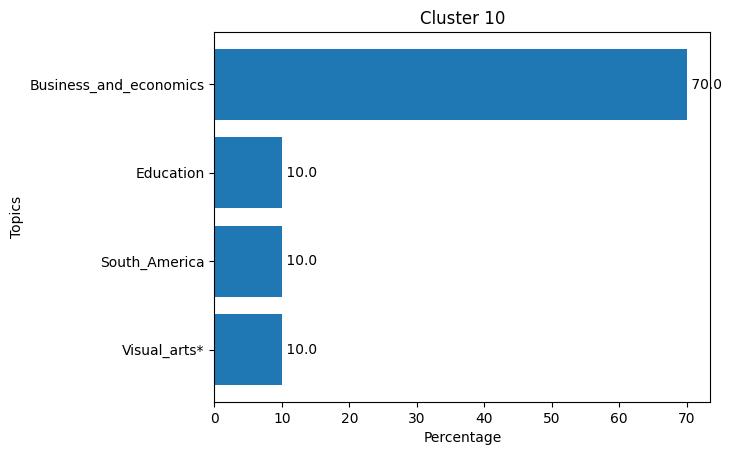 Cluster 10
Topics
Business_and_economics 70.0
Education 10.0
South_America 10.0
Visual_arts* 10.0
0 10 20 30 40 50 60 70
Percentage